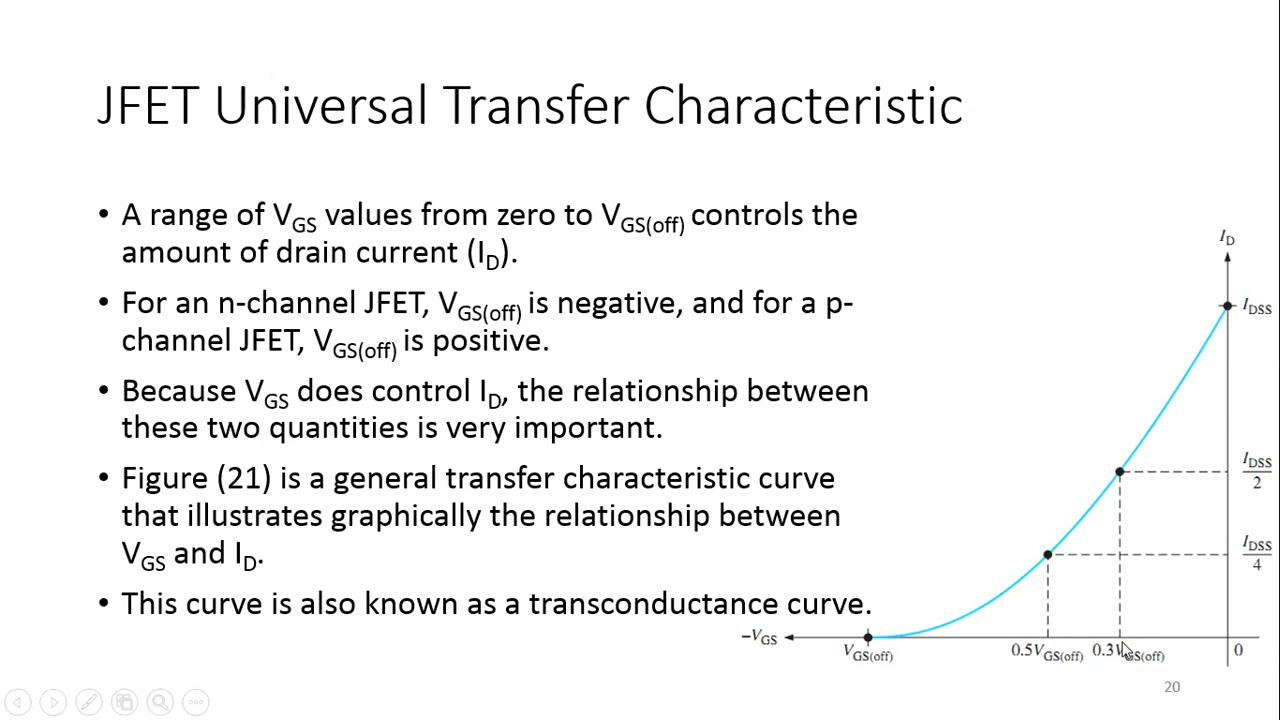 JFET Universal Transfer Characteristic
• A range of VGS values from zero to VGS(off) controls the
amount of drain current (ID).
• For an n-channel JFET, VGS(off) is negative, and for a p-
channel JFET, VGS(off) is positive.
• Because VGS does control ID, the relationship between
these two quantities is very important.
• Figure (21) is a general transfer characteristic curve
that illustrates graphically the relationship between
VGS and ID.
• This curve is also known as a transconductance curve.
ID
IDSS
IDSS
2
IDSS
4
−VGS
VGS(off)
0.5VGS(off)
0.3VGS(off)
0
20